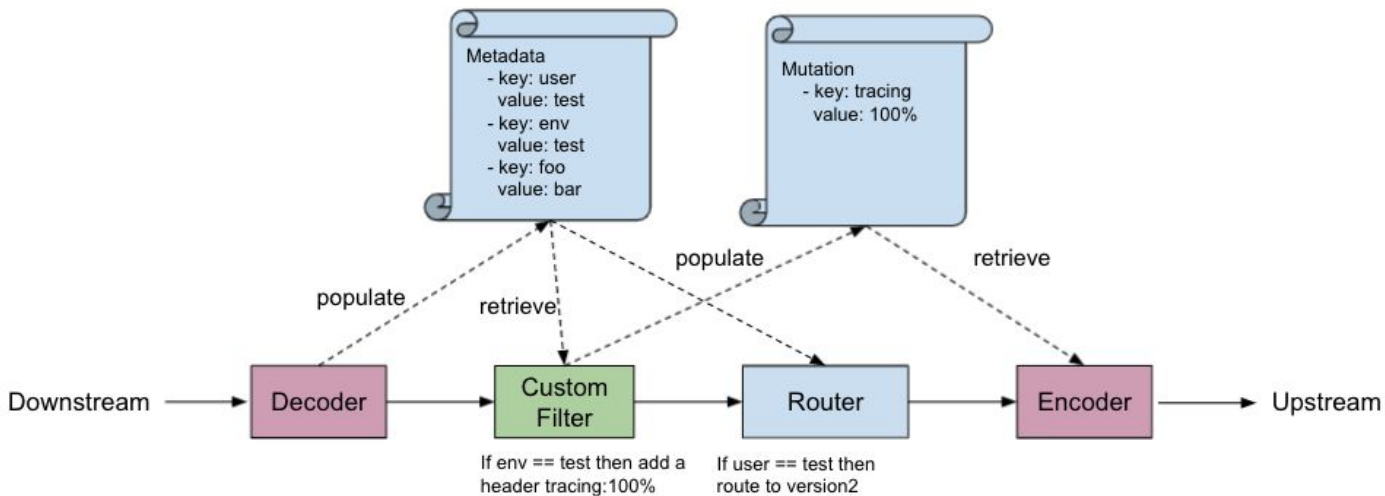 Metadata
- key: user
value: test
- key: env
value: test
- key: foo
value: bar
Mutation
- key: tracing
value: 100%
populate
retrieve
populate
retrieve
Downstream
Decoder
Custom
Filter
Router
Encoder
Upstream
If env == test then add a
header tracing:100%
If user == test then
route to version2